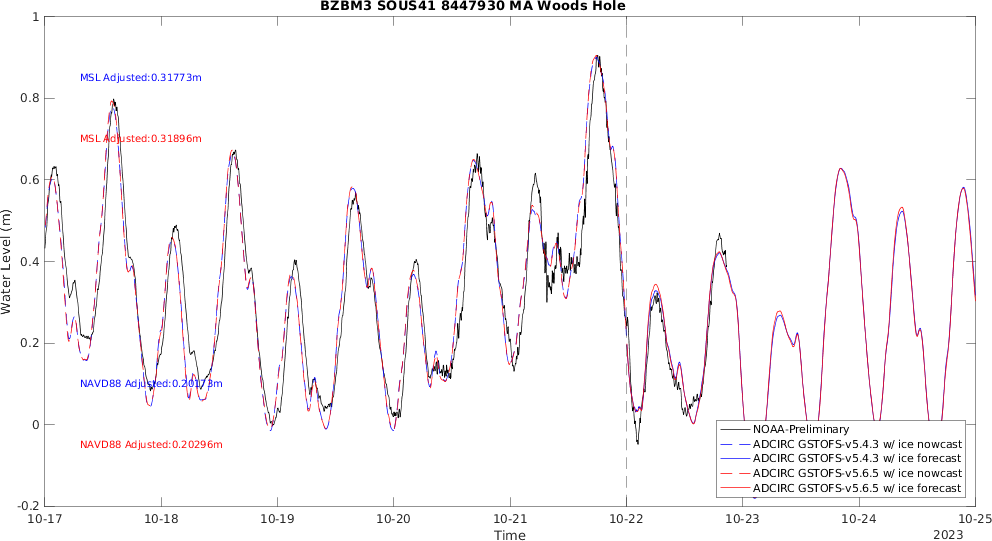 BZBM3 SOUS41 8447930 MA Woods Hole
1
MSL Adjusted:0.31773m
0.8
MSL Adjusted:0.31896m
0.6
Water Level (m)
0.4
0.2
NAVD88 Adjusted:0.20173m
0
NAVD88 Adjusted:0.20296m
NOAA-Preliminary
ADCIRC GSTOFS-v5.4.3 w/ ice nowcast
ADCIRC GSTOFS-v5.4.3 w/ ice forecast
ADCIRC GSTOFS-v5.6.5 w/ ice nowcast
ADCIRC GSTOFS-v5.6.5 w/ ice forecast
-0.2
10-17 10-18 10-19 10-20 10-21 10-22 10-23 10-24 10-25
Time
2023